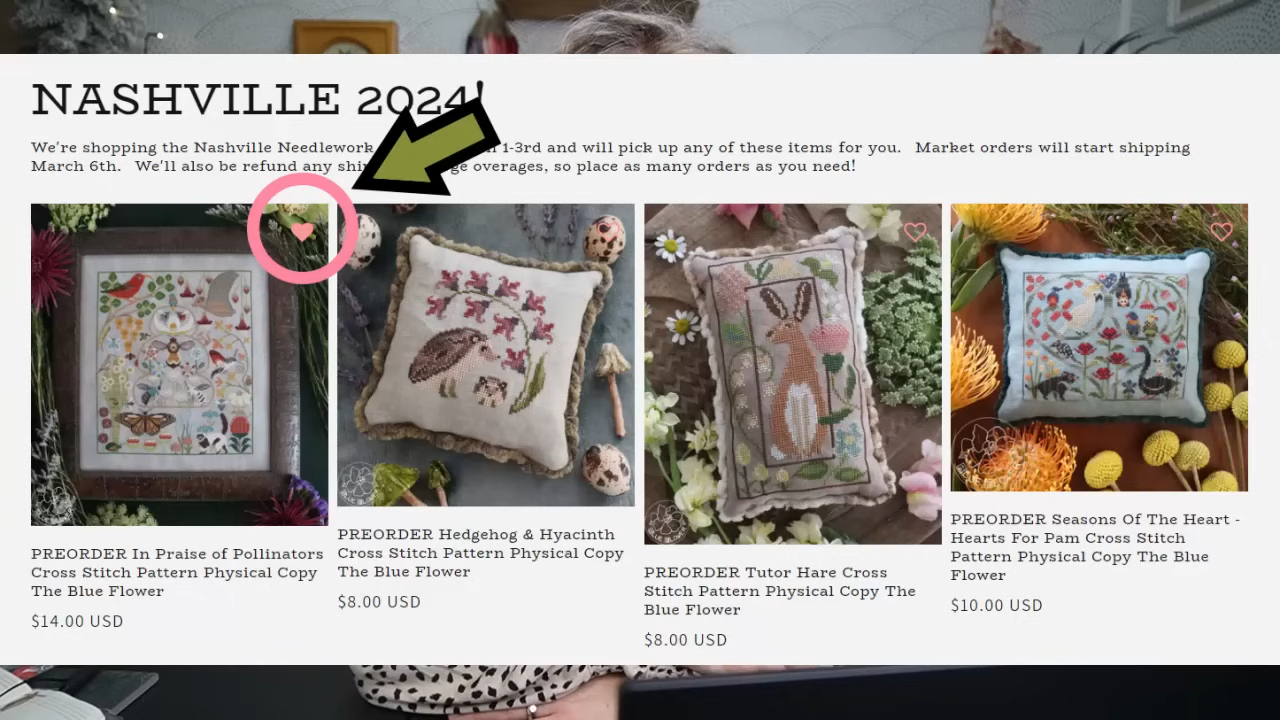 NASHVILLE 2024!
We're shopping the Nashville Needlework 1-3rd and will pick up any of these items for you. Market orders will start shipping
March 6th. We'll also be refund any overages, so place as many orders as you need!
BLUE
PREORDER In Praise of Pollinators
Cross Stitch Pattern Physical Copy
The Blue Flower
$14.00 USD
PREORDER Hedgehog & Hyacinth
Cross Stitch Pattern Physical Copy
The Blue Flower
$8.00 USD
PREORDER Tutor Hare Cross
Stitch Pattern Physical Copy The
Blue Flower
$8.00 USD
PREORDER Seasons Of The Heart -
Hearts For Pam Cross Stitch
Pattern Physical Copy The Blue
Flower
$10.00 USD